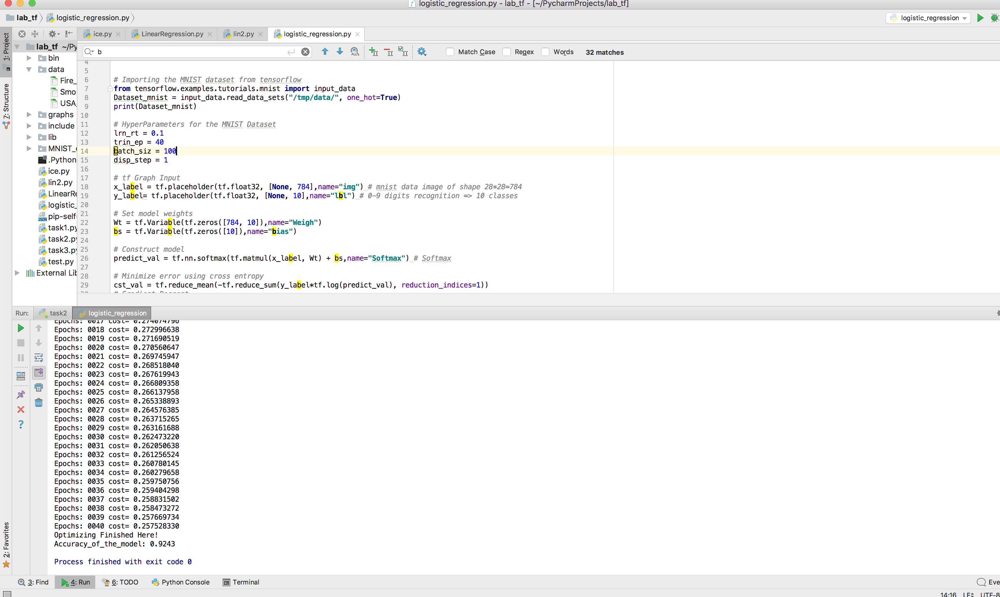 logistic_regression.py - lab_tf - [~/PycharmProjects/lab_tf]
lab_tf logistic_regression.py logistic_regression
1: Project
7: Structure
2: Favorites
ice.py LinearRegression.py lin2.py logistic_regression.py
b Match Case Regex Words 32 matches
lab_tf ~/Py
bin
data
Fire_
Smo
USA_
graphs
include
lib
MNIST_
.Python
ice.py
lin2.py
LinearRe
logistic_
pip-self
task1.py
task2.py
task3.py
test.py
External Lib
4
5
6 # Importing the MNIST dataset from tensorflow
7 from tensorflow.examples.tutorials.mnist import input_data
8 Dataset_mnist = input_data.read_data_sets("/tmp/data/", one_hot=True)
9 print(Dataset_mnist)
10
11 # HyperParameters for the MNIST Dataset
12 lrn_rt = 0.1
13 trin_ep = 40
14 batch_siz = 100
15 disp_step = 1
16
17 # tf Graph Input
18 x_label = tf.placeholder(tf.float32, [None, 784],name="img") # mnist data image of shape 28*28=784
19 y_label= tf.placeholder(tf.float32, [None, 10],name="lbl") # 0-9 digits recognition => 10 classes
20
21 # Set model weights
22 Wt = tf.Variable(tf.zeros([784, 10]),name="Weigh")
23 bs = tf.Variable(tf.zeros([10]),name="bias")
24
25 # Construct model
26 predict_val = tf.nn.softmax(tf.matmul(x_label, Wt) + bs,name="Softmax") # Softmax
27
28 # Minimize error using cross entropy
29 cst_val = tf.reduce_mean(-tf.reduce_sum(y_label*tf.log(predict_val), reduction_indices=1))
# Gradient Descent
Run: task2 logistic_regression
Epochs: 0017 cost= 0.274074796
Epochs: 0018 cost= 0.272996638
Epochs: 0019 cost= 0.271690519
Epochs: 0020 cost= 0.270560647
Epochs: 0021 cost= 0.269745947
Epochs: 0022 cost= 0.268518040
Epochs: 0023 cost= 0.267619943
Epochs: 0024 cost= 0.266809358
Epochs: 0025 cost= 0.266137958
Epochs: 0026 cost= 0.265338893
Epochs: 0027 cost= 0.264576385
Epochs: 0028 cost= 0.263715265
Epochs: 0029 cost= 0.263161688
Epochs: 0030 cost= 0.262473220
Epochs: 0031 cost= 0.262050638
Epochs: 0032 cost= 0.261256524
Epochs: 0033 cost= 0.260780145
Epochs: 0034 cost= 0.260279658
Epochs: 0035 cost= 0.259750756
Epochs: 0036 cost= 0.259404298
Epochs: 0037 cost= 0.258831502
Epochs: 0038 cost= 0.258473272
Epochs: 0039 cost= 0.257669734
Epochs: 0040 cost= 0.257528330
Optimizing Finished Here!
Accuracy_of_the_model: 0.9243
Process finished with exit code 0
3: Find 4: Run 6: TODO Python Console Terminal Eve
14:16 LF UTF-8